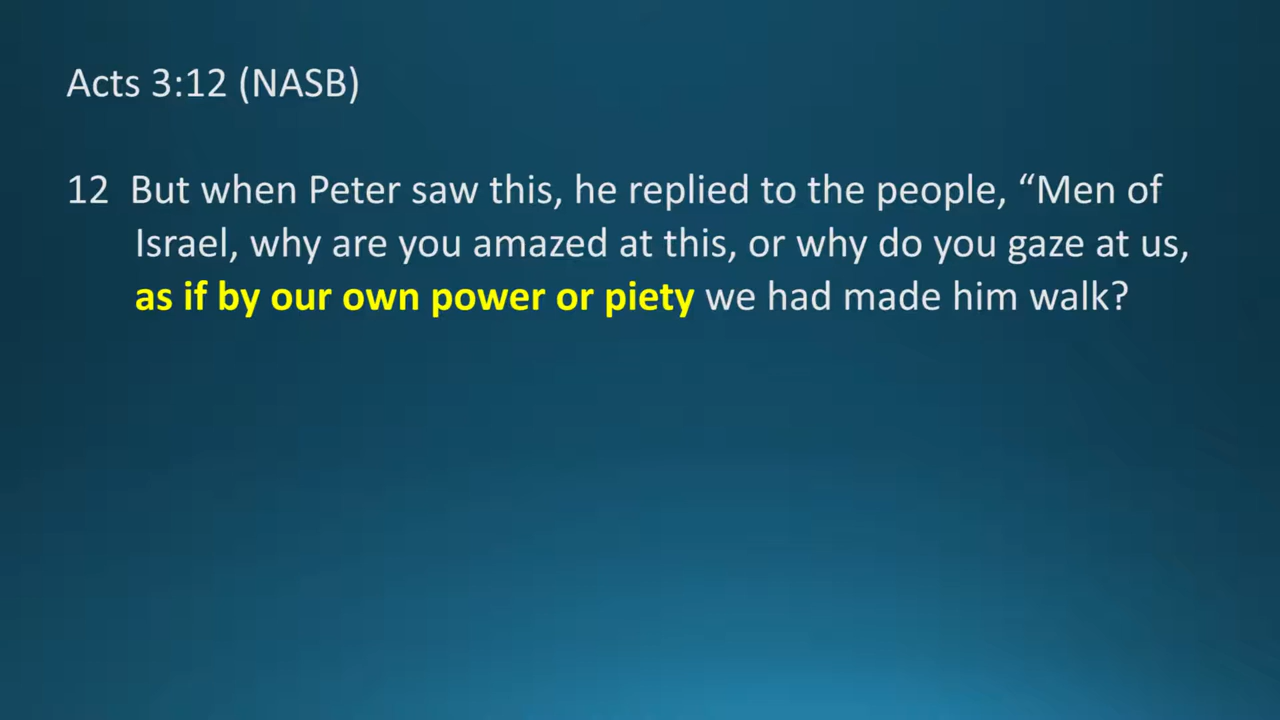 Acts 3:12 (NASB)
12 But when Peter saw this, he replied to the people, “Men of
Israel, why are you amazed at this, or why do you gaze at us,
as if by our own power or piety we had made him walk?